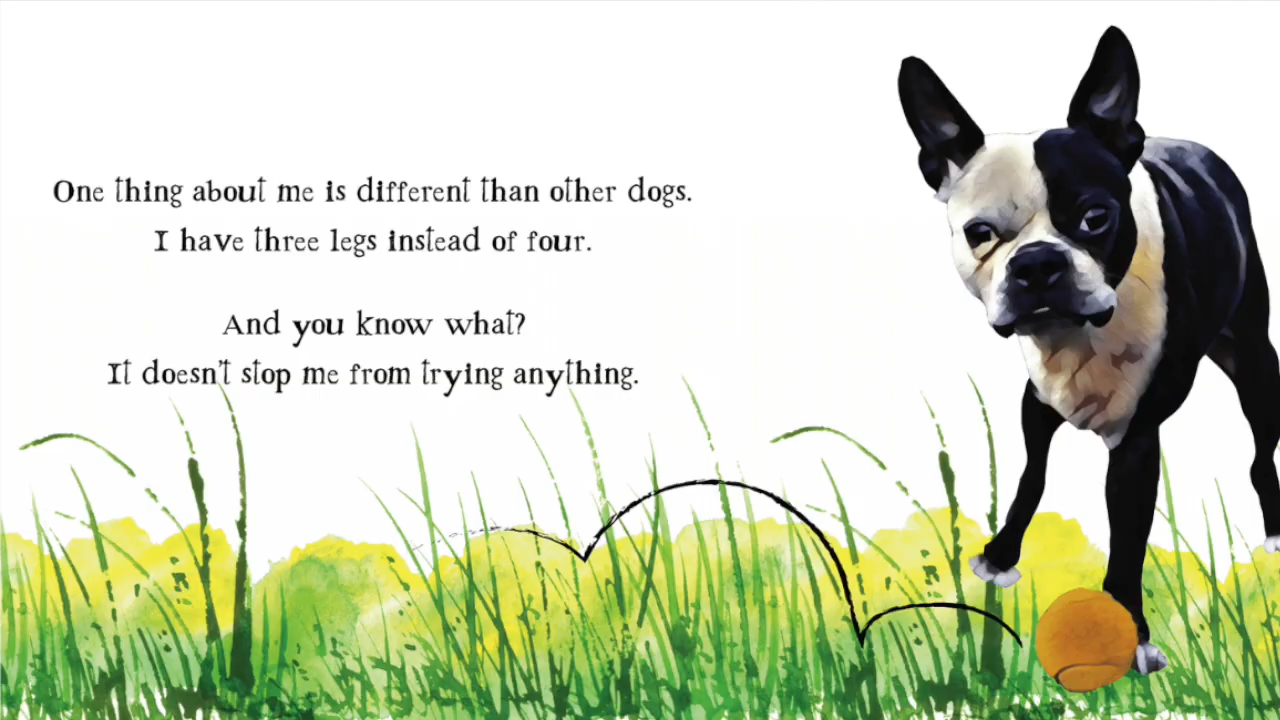 One thing about me is different than other dogs.
I have three legs instead of four.
And you know what?
It doesn't stop me from trying anything.